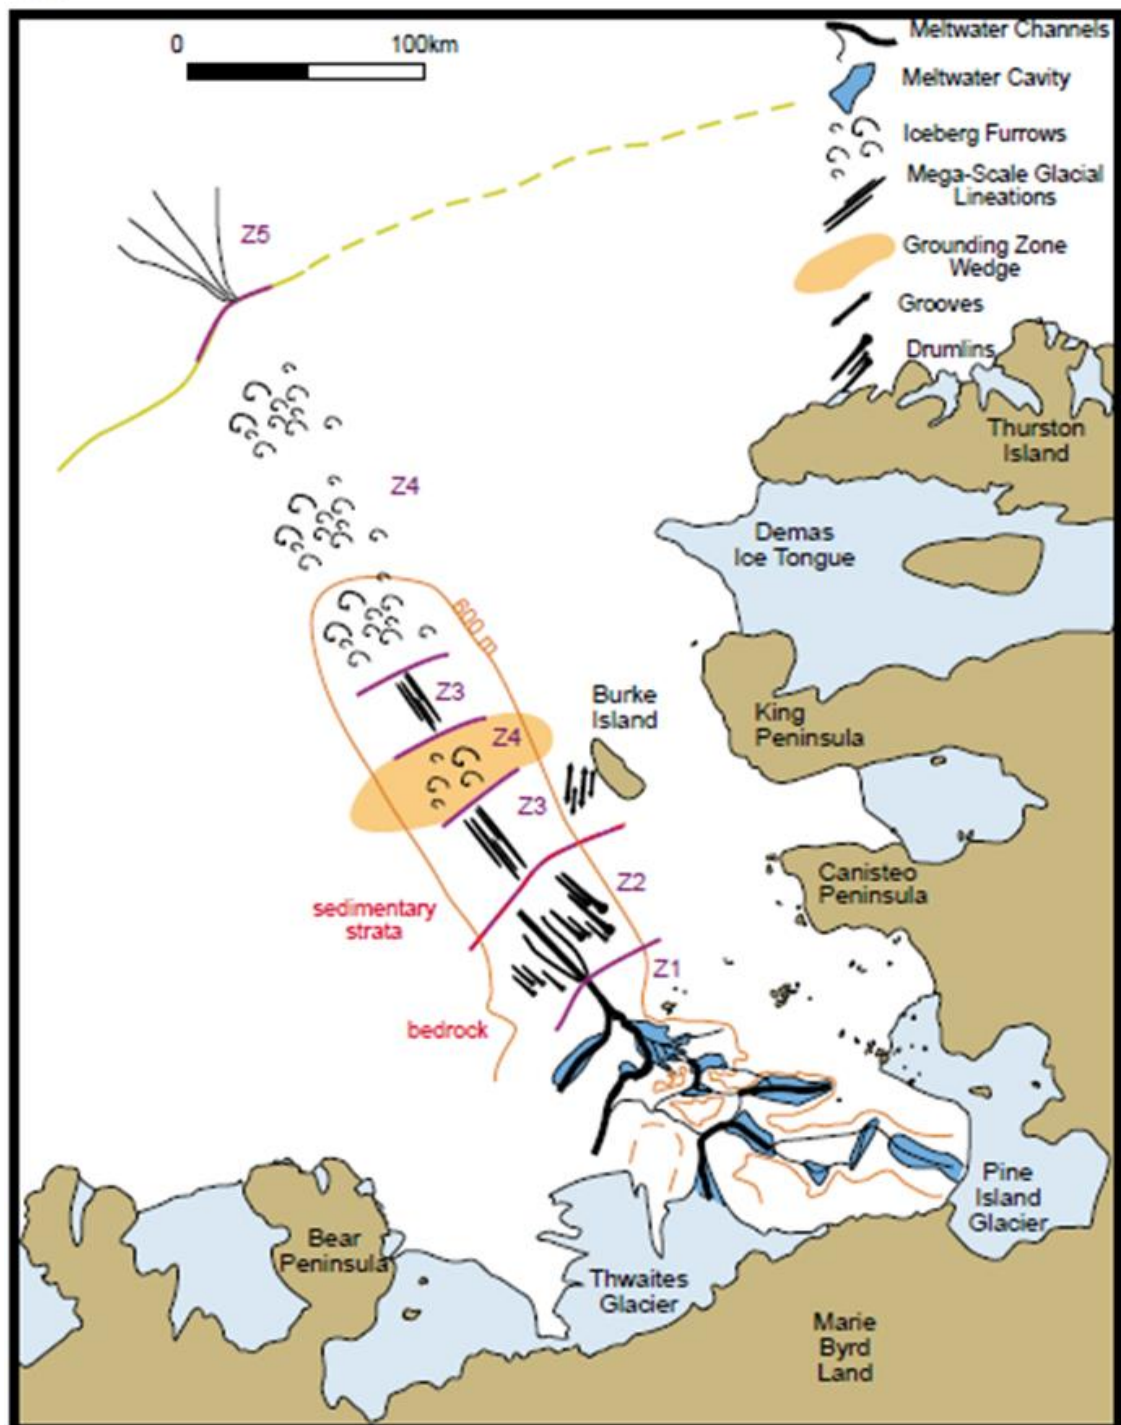 0 100km
Meltwater Channels
Meltwater Cavity
Iceberg Furrows
Mega-Scale Glacial
Lineations
Grounding Zone
Wedge
Grooves
Drumlins
Z5
Thurston
Island
Z4
Demas
Ice Tongue
600 m
Z3
Burke
Island
King
Peninsula
Z4
Z3
Canisteo
Peninsula
Z2
sedimentary
strata
Z1
bedrock
Pine
Island
Glacier
Bear
Peninsula
Thwaites
Glacier
Marie
Byrd
Land